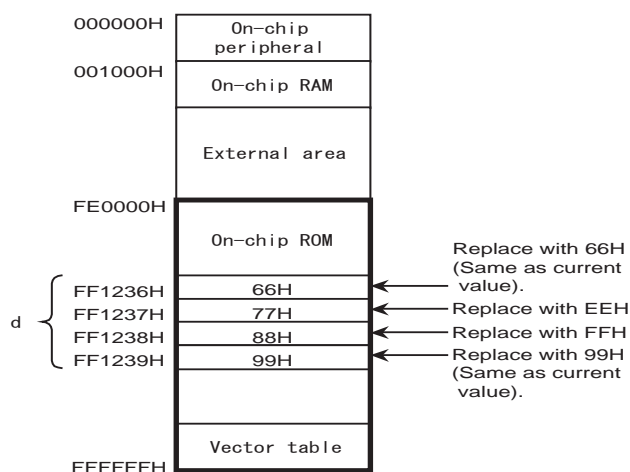 000000H
On-chip
peripheral
001000H
On-chip RAM
External area
FE0000H
On-chip ROM
Replace with 66H
(Same as current
value).
FF1236H
66H
FF1237H
77H
Replace with EEH
d
FF1238H
88H
Replace with FFH
FF1239H
99H
Replace with 99H
(Same as current
value).
Vector table
FFFFFFH